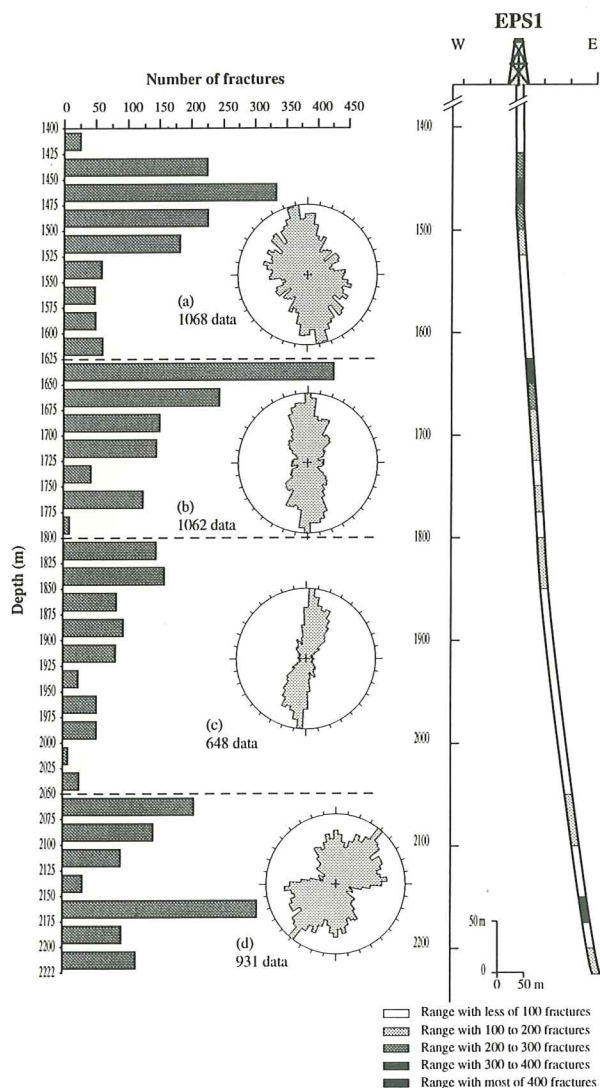 EPS1
W E
Number of fractures
0 50 100 150 200 250 300 350 400 450
1400
1425
1450
1475
1500
1525
1550
1575
1600
1625
1650
1675
1700
1725
1750
1775
1800
1825
1850
1875
1900
1925
1950
1975
2000
2025
2050
2075
2100
2125
2150
2175
2200
2222
Depth (m)
(a)
1068 data
(b)
1062 data
(c)
648 data
(d)
931 data
1400
1500
1600
1700
1800
1900
2000
2100
2200
50 m
0
0 50 m
Range with less of 100 fractures
Range with 100 to 200 fractures
Range with 200 to 300 fractures
Range with 300 to 400 fractures
Range with most of 400 fractures